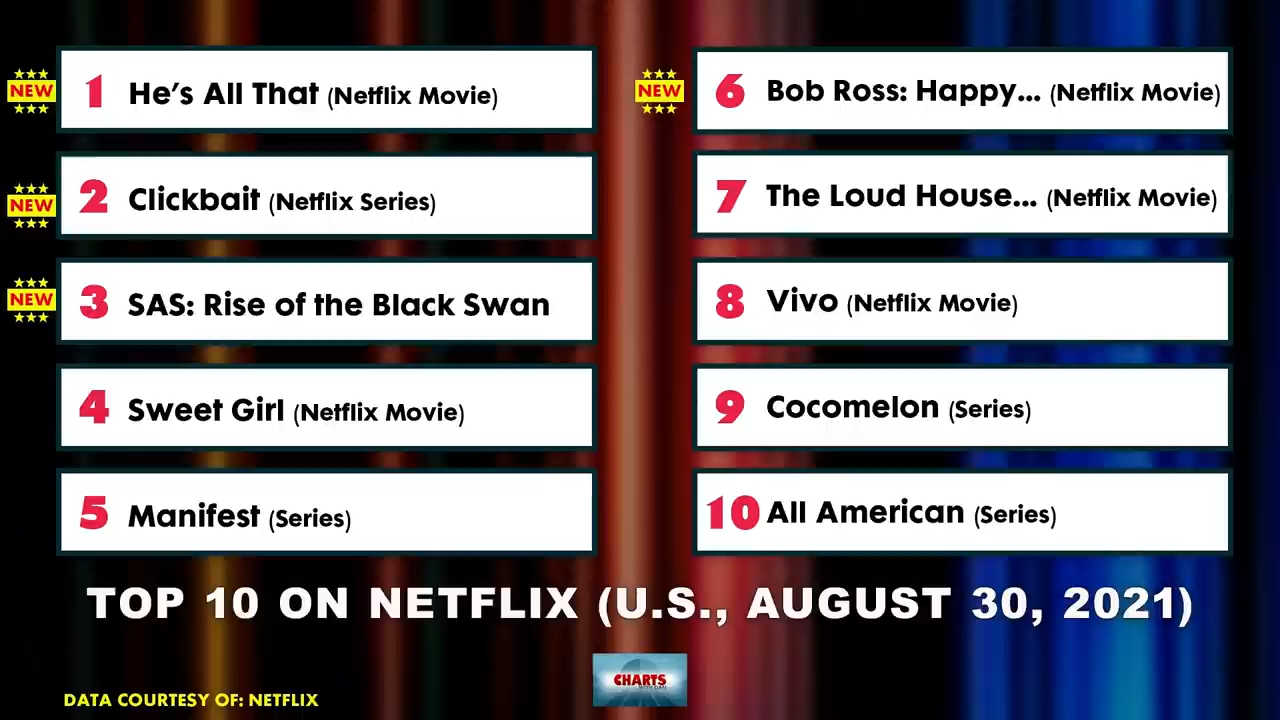 NEW 1 He's All That (Netflix Movie)
NEW 2 Clickbait (Netflix Series)
NEW 3 SAS: Rise of the Black Swan
4 Sweet Girl (Netflix Movie)
5 Manifest (Series)
NEW 6 Bob Ross: Happy... (Netflix Movie)
7 The Loud House... (Netflix Movie)
8 Vivo (Netflix Movie)
9 Cocomelon (Series)
10 All American (Series)
TOP 10 ON NETFLIX (U.S., AUGUST 30, 2021)
CHARTS
WITH DAN
DATA COURTESY OF: NETFLIX